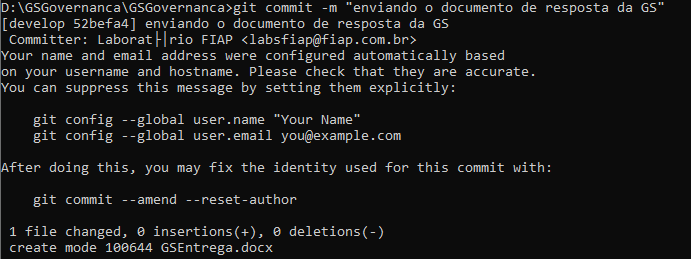 D:\GSGovernanca\GSGovernanca>git commit -m "enviando o documento de resposta da GS"
[develop 52befa4] enviando o documento de resposta da GS
 Committer: Laborat├│rio FIAP <labsfiap@fiap.com.br>
Your name and email address were configured automatically based
on your username and hostname. Please check that they are accurate.
You can suppress this message by setting them explicitly:

    git config --global user.name "Your Name"
    git config --global user.email you@example.com

After doing this, you may fix the identity used for this commit with:

    git commit --amend --reset-author

 1 file changed, 0 insertions(+), 0 deletions(-)
 create mode 100644 GSEntrega.docx